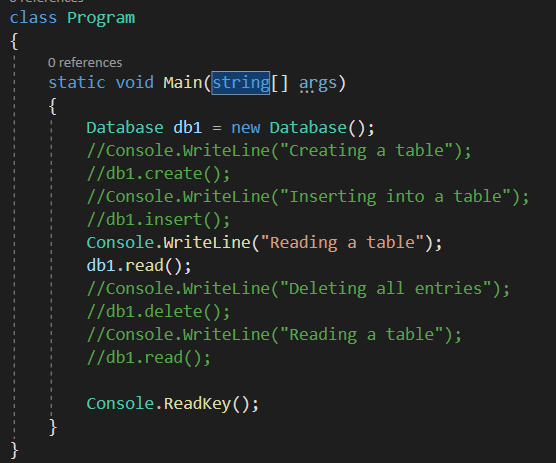 0 references
class Program
{
0 references
static void Main(string[] args)
{
Database db1 = new Database();
//Console.WriteLine("Creating a table");
//db1.create();
//Console.WriteLine("Inserting into a table");
//db1.insert();
Console.WriteLine("Reading a table");
db1.read();
//Console.WriteLine("Deleting all entries");
//db1.delete();
//Console.WriteLine("Reading a table");
//db1.read();
Console.ReadKey();
}
}